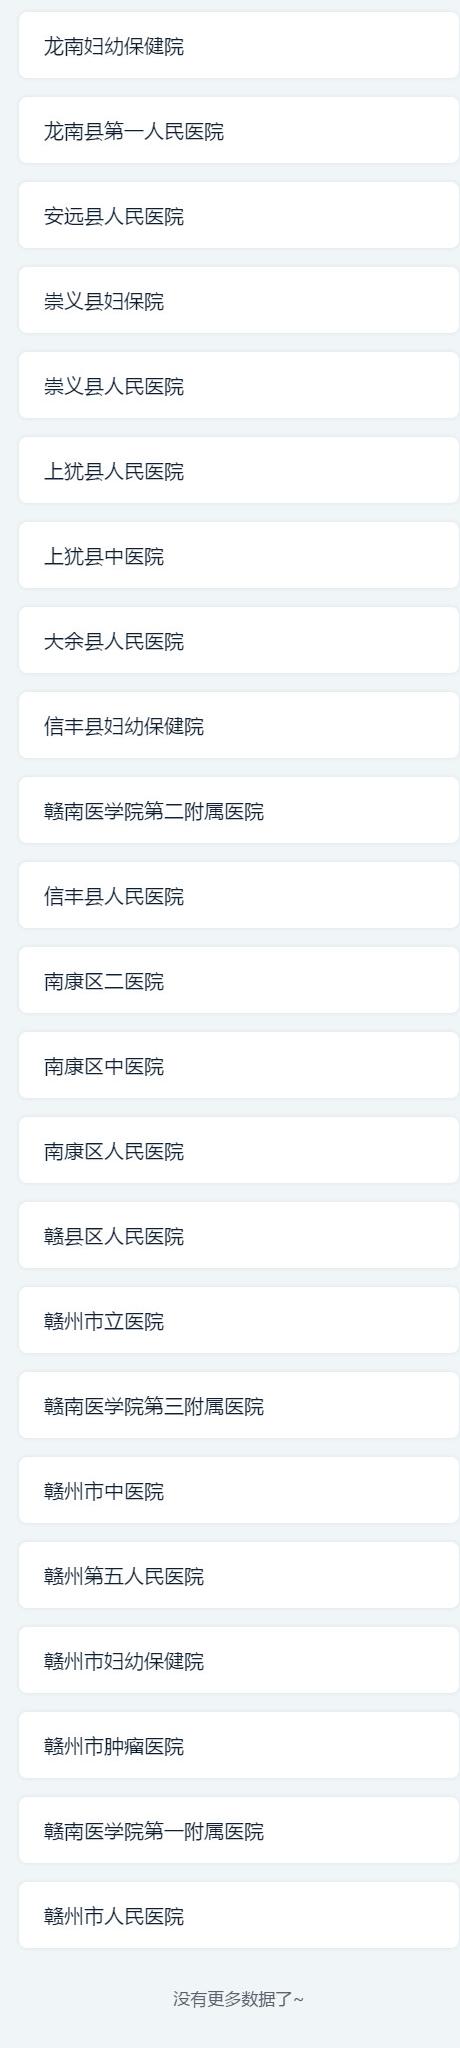 龙南妇幼保健院
龙南县第一人民医院
安远县人民医院
崇义县妇保院
崇义县人民医院
上犹县人民医院
上犹县中医院
大余县人民医院
信丰县妇幼保健院
赣南医学院第二附属医院
信丰县人民医院
南康区二医院
南康区中医院
南康区人民医院
赣县区人民医院
赣州市立医院
赣南医学院第三附属医院
赣州市中医院
赣州第五人民医院
赣州市妇幼保健院
赣州市肿瘤医院
赣南医学院第一附属医院
赣州市人民医院
没有更多数据了~